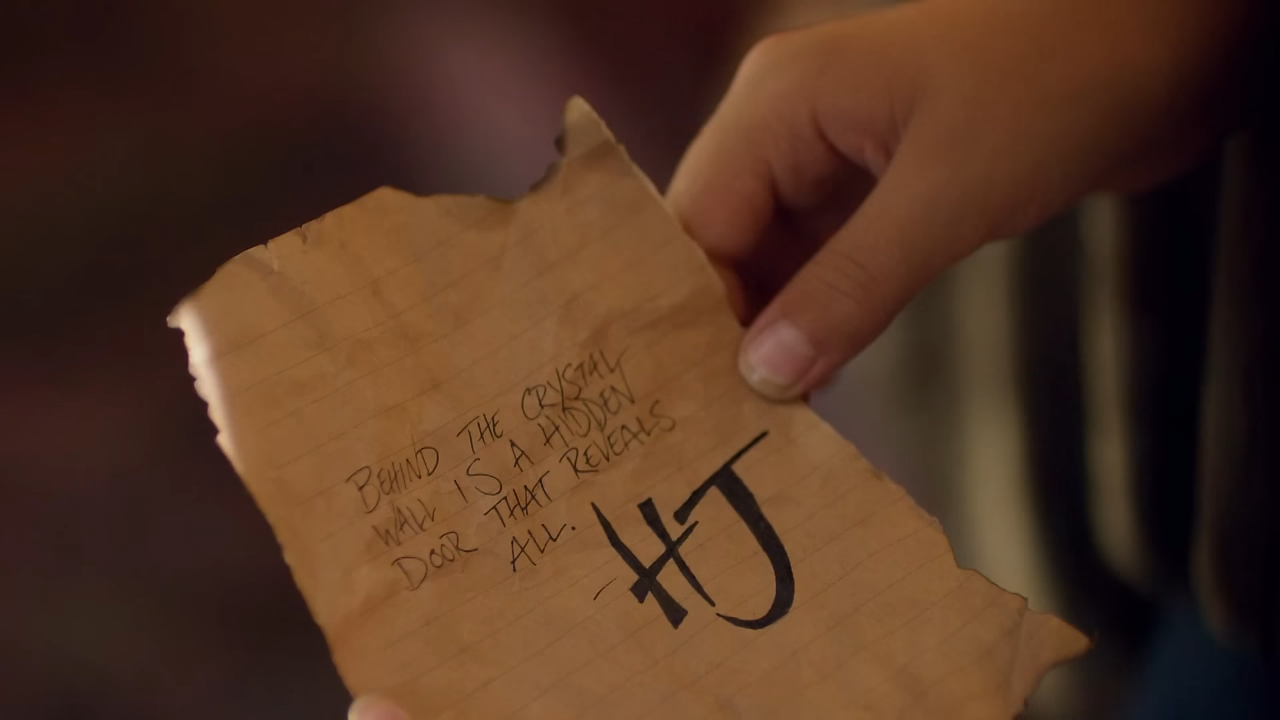 BEHIND THE CRYSTAL
WALL IS A HIDDEN
DOOR THAT REVEALS
ALL.
-HJ